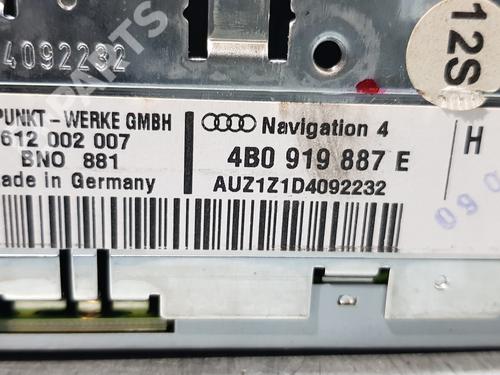 4092232
12S
PUNKT - WERKE GMBH
612 002 007
BNO 881
ade in Germany
Navigation 4
4B0 919 887 E
AUZ1Z1D4092232
H
PARTS